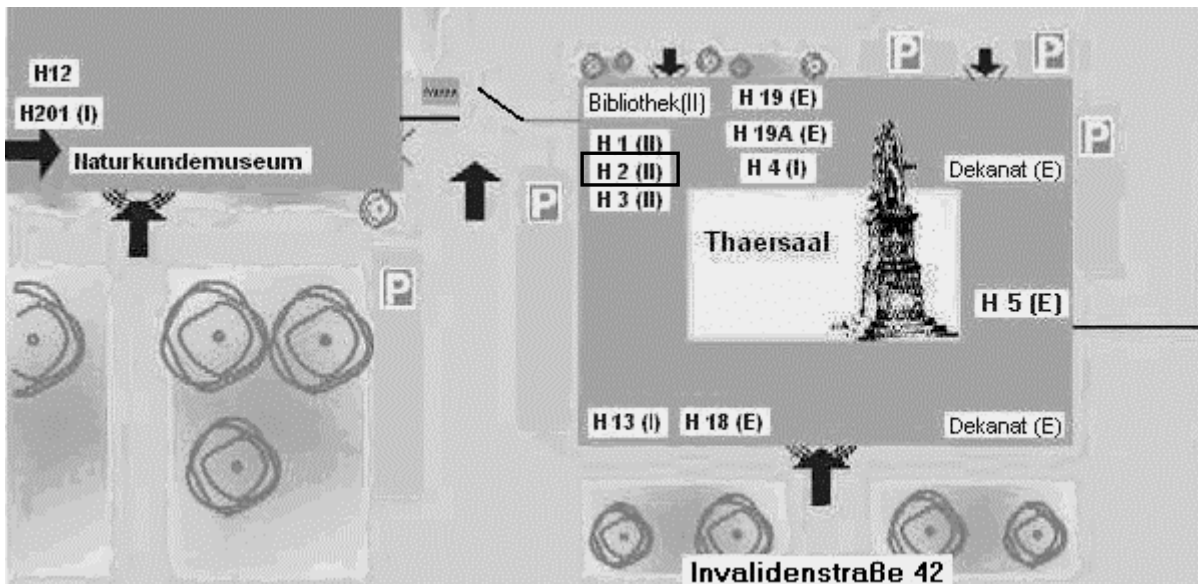 H12
H201 (I)
Naturkundemuseum
P
P
Bibliothek(II)
H 1 (II)
H 2 (II)
H 3 (II)
H 19 (E)
H 19A (E)
H 4 (I)
P
P
P
Dekanat (E)
Thaersaal
H 5 (E)
H 13 (I)
H 18 (E)
Dekanat (E)
Invalidenstraße 42